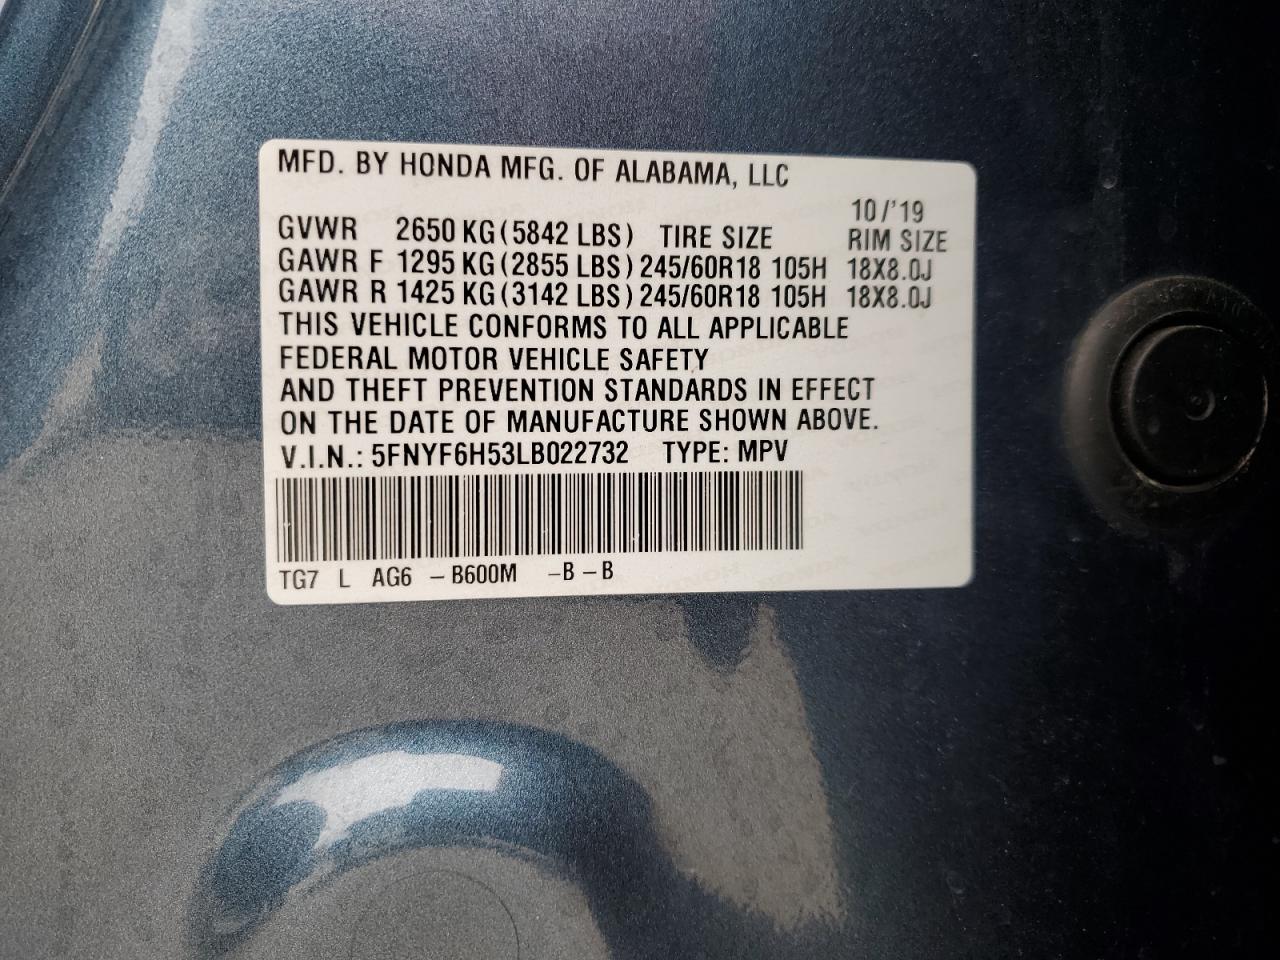 MFD. BY HONDA MFG. OF ALABAMA, LLC
10/'19
GVWR 2650 KG (5842 LBS) TIRE SIZE RIM SIZE
GAWR F 1295 KG (2855 LBS) 245/60R18 105H 18X8.0J
GAWR R 1425 KG (3142 LBS) 245/60R18 105H 18X8.0J
THIS VEHICLE CONFORMS TO ALL APPLICABLE
FEDERAL MOTOR VEHICLE SAFETY
AND THEFT PREVENTION STANDARDS IN EFFECT
ON THE DATE OF MANUFACTURE SHOWN ABOVE.
V.I.N.: 5FNYF6H53LB022732 TYPE: MPV
TG7 L AG6 - B600M -B - B